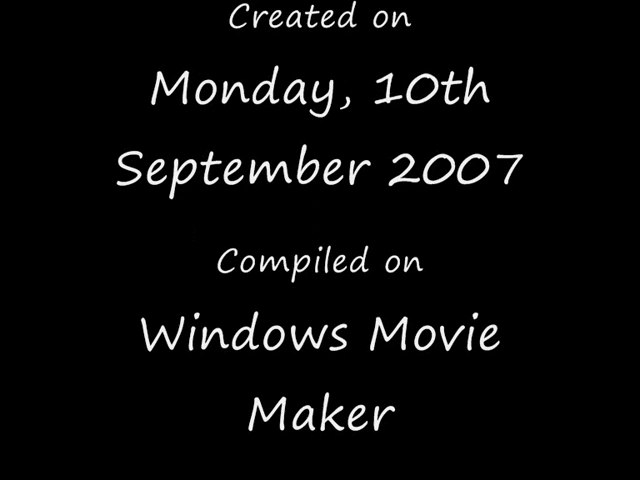 Created on
Monday, 10th
September 2007
Compiled on
Windows Movie
Maker